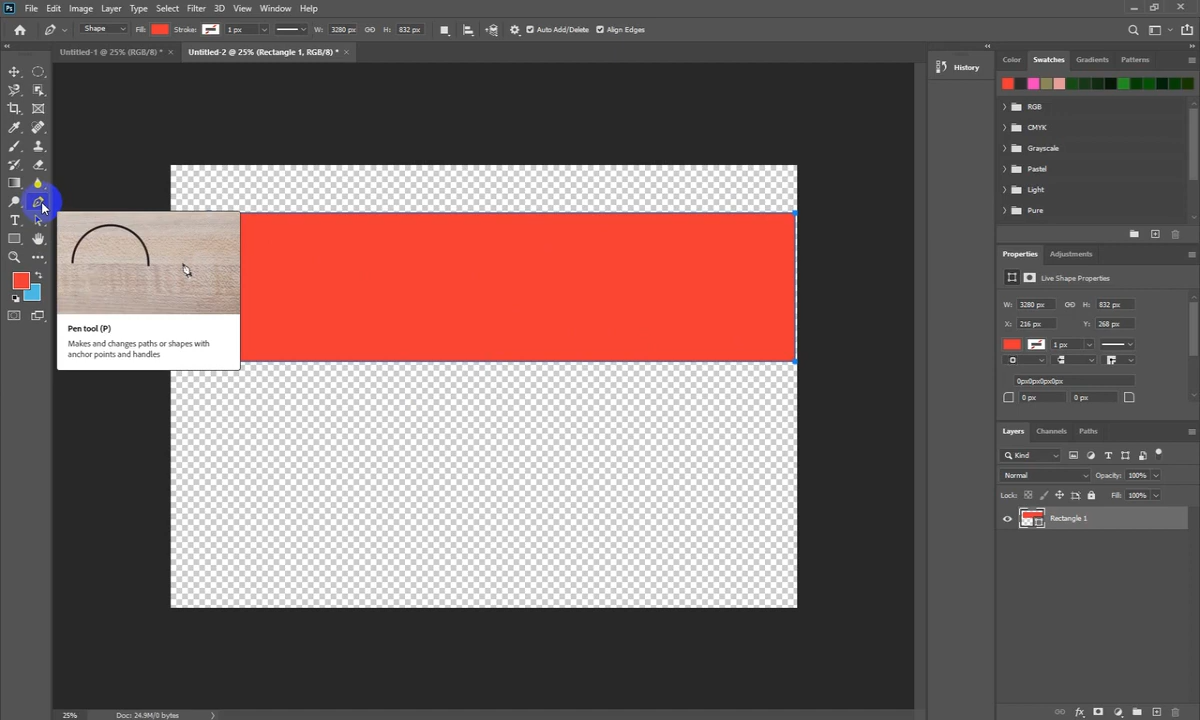 Ps File Edit Image Layer Type Select Filter 3D View Window Help
Shape Fill: Stroke: 1 px W: 3280 px H: 832 px Auto Add/Delete Align Edges
Untitled-1 @ 25% (RGB/8) * × Untitled-2 @ 25% (Rectangle 1, RGB/8) * ×
History
Color Swatches Gradients Patterns
RGB
CMYK
Grayscale
Pastel
Light
Pure
Pen tool (P)
Makes and changes paths or shapes with
anchor points and handles
Properties Adjustments
Live Shape Properties
W: 3280 px H: 832 px
X: 216 px Y: 268 px
1 px
0px0px0px0px
0 px 0 px
Layers Channels Paths
Kind
Normal Opacity: 100%
Lock: Fill: 100%
Rectangle 1
25% Doc: 24.9M/0 bytes